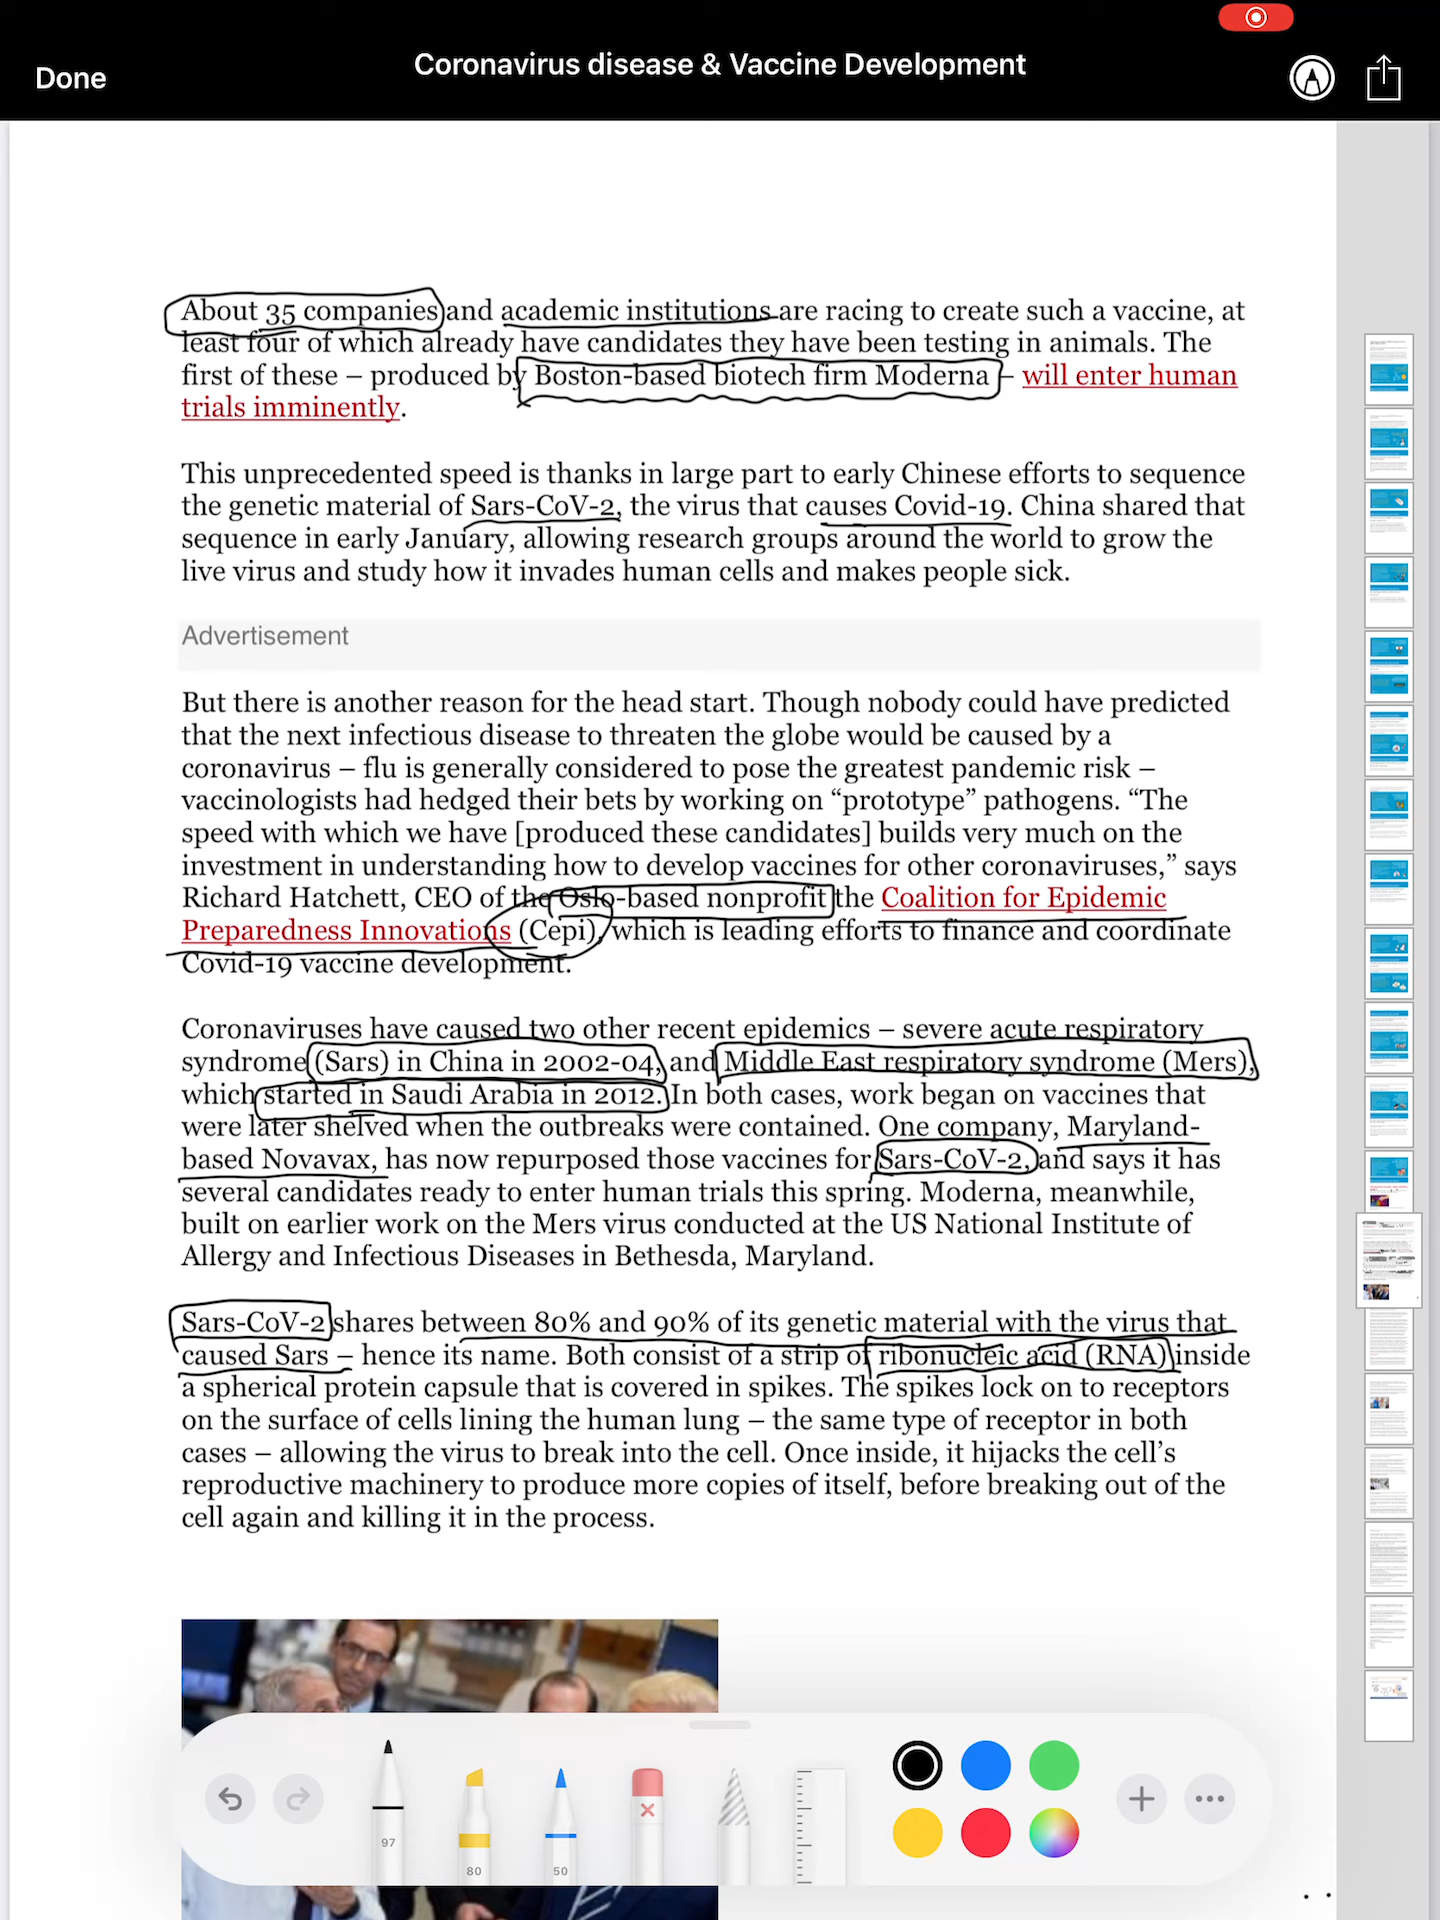 Done
Coronavirus disease & Vaccine Development
About 35 companies and academic institutions are racing to create such a vaccine, at
least four of which already have candidates they have been testing in animals. The
first of these – produced by Boston-based biotech firm Moderna – will enter human
trials imminently.
This unprecedented speed is thanks in large part to early Chinese efforts to sequence
the genetic material of Sars-CoV-2, the virus that causes Covid-19. China shared that
sequence in early January, allowing research groups around the world to grow the
live virus and study how it invades human cells and makes people sick.
Advertisement
But there is another reason for the head start. Though nobody could have predicted
that the next infectious disease to threaten the globe would be caused by a
coronavirus – flu is generally considered to pose the greatest pandemic risk –
vaccinologists had hedged their bets by working on “prototype” pathogens. “The
speed with which we have [produced these candidates] builds very much on the
investment in understanding how to develop vaccines for other coronaviruses,” says
Richard Hatchett, CEO of the Oslo-based nonprofit the Coalition for Epidemic
Preparedness Innovations (Cepi), which is leading efforts to finance and coordinate
Covid-19 vaccine development.
Coronaviruses have caused two other recent epidemics – severe acute respiratory
syndrome (Sars) in China in 2002-04, and Middle East respiratory syndrome (Mers),
which started in Saudi Arabia in 2012. In both cases, work began on vaccines that
were later shelved when the outbreaks were contained. One company, Maryland-
based Novavax, has now repurposed those vaccines for Sars-CoV-2, and says it has
several candidates ready to enter human trials this spring. Moderna, meanwhile,
built on earlier work on the Mers virus conducted at the US National Institute of
Allergy and Infectious Diseases in Bethesda, Maryland.
Sars-CoV-2 shares between 80% and 90% of its genetic material with the virus that
caused Sars – hence its name. Both consist of a strip of ribonucleic acid (RNA) inside
a spherical protein capsule that is covered in spikes. The spikes lock on to receptors
on the surface of cells lining the human lung – the same type of receptor in both
cases – allowing the virus to break into the cell. Once inside, it hijacks the cell’s
reproductive machinery to produce more copies of itself, before breaking out of the
cell again and killing it in the process.
97
80
50